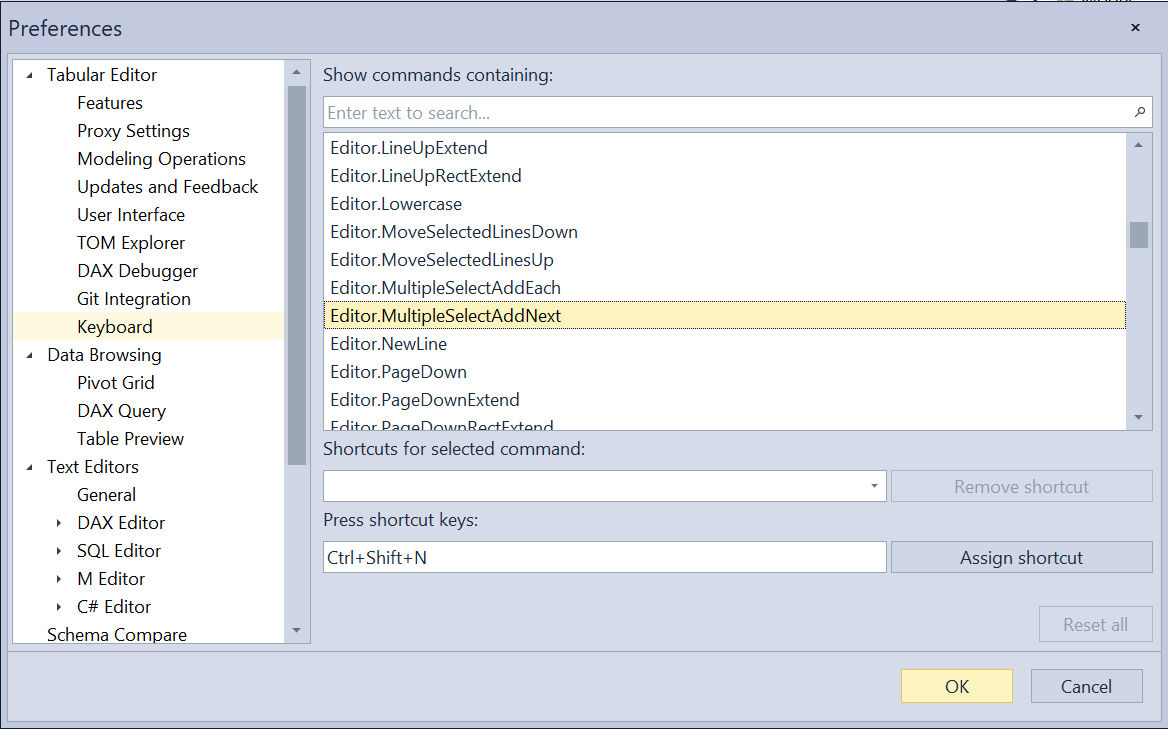 Preferences
Tabular Editor
Features
Proxy Settings
Modeling Operations
Updates and Feedback
User Interface
TOM Explorer
DAX Debugger
Git Integration
Keyboard
Data Browsing
Pivot Grid
DAX Query
Table Preview
Text Editors
General
DAX Editor
SQL Editor
M Editor
C# Editor
Schema Compare
Show commands containing:
Enter text to search...
Editor.LineUpExtend
Editor.LineUpRectExtend
Editor.Lowercase
Editor.MoveSelectedLinesDown
Editor.MoveSelectedLinesUp
Editor.MultipleSelectAddEach
Editor.MultipleSelectAddNext
Editor.NewLine
Editor.PageDown
Editor.PageDownExtend
Editor.PageDownRectExtend
Shortcuts for selected command:
Remove shortcut
Press shortcut keys:
Ctrl+Shift+N
Assign shortcut
Reset all
OK
Cancel